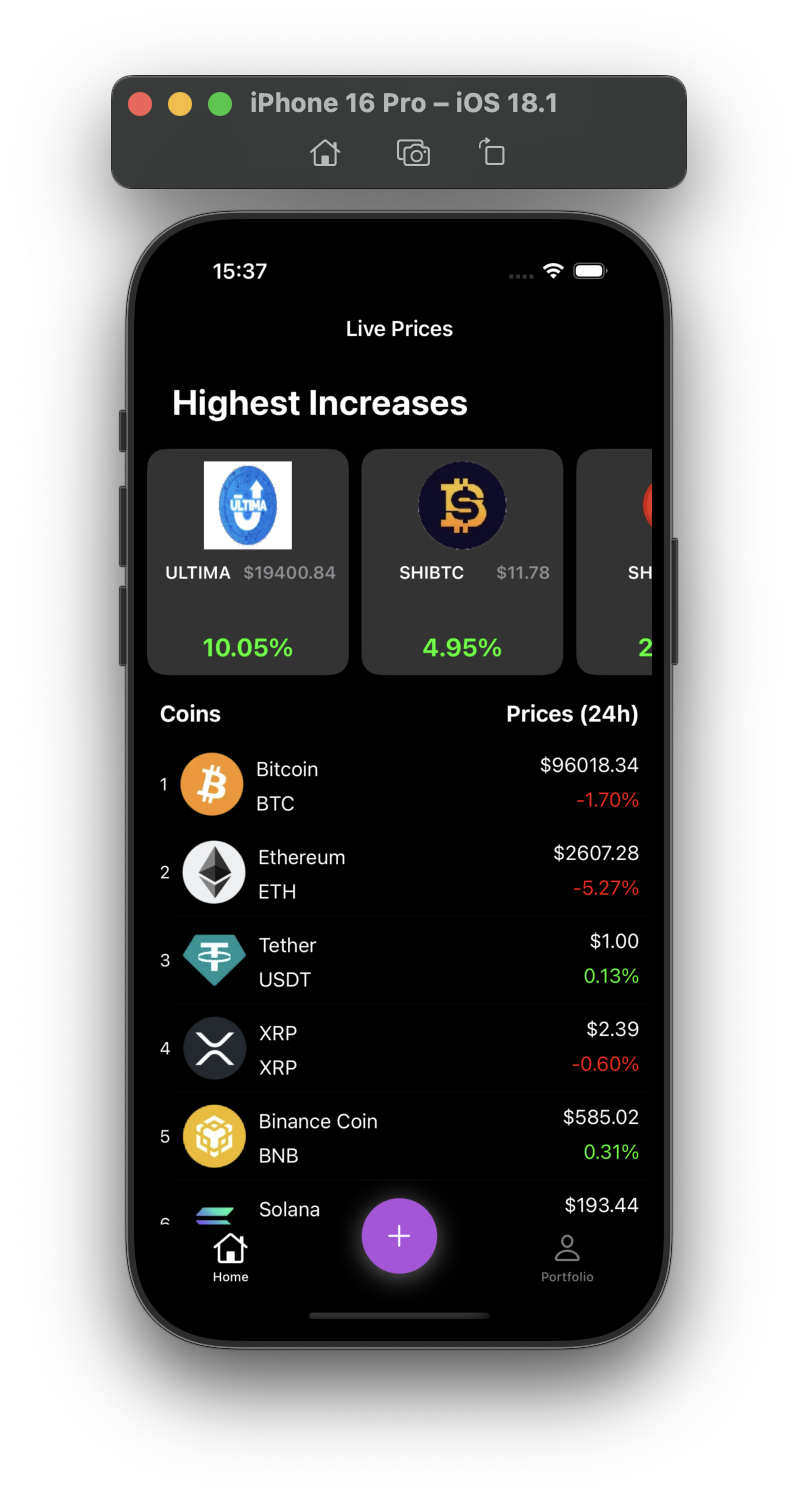 iPhone 16 Pro – iOS 18.1
15:37
Live Prices
Highest Increases
ULTIMA
ULTIMA $19400.84
10.05%
SHIBTC $11.78
4.95%
SH
2
Coins Prices (24h)
1 Bitcoin $96018.34
BTC -1.70%
2 Ethereum $2607.28
ETH -5.27%
3 Tether $1.00
USDT 0.13%
4 XRP $2.39
XRP -0.60%
5 Binance Coin $585.02
BNB 0.31%
6 Solana $193.44
+
Home Portfolio